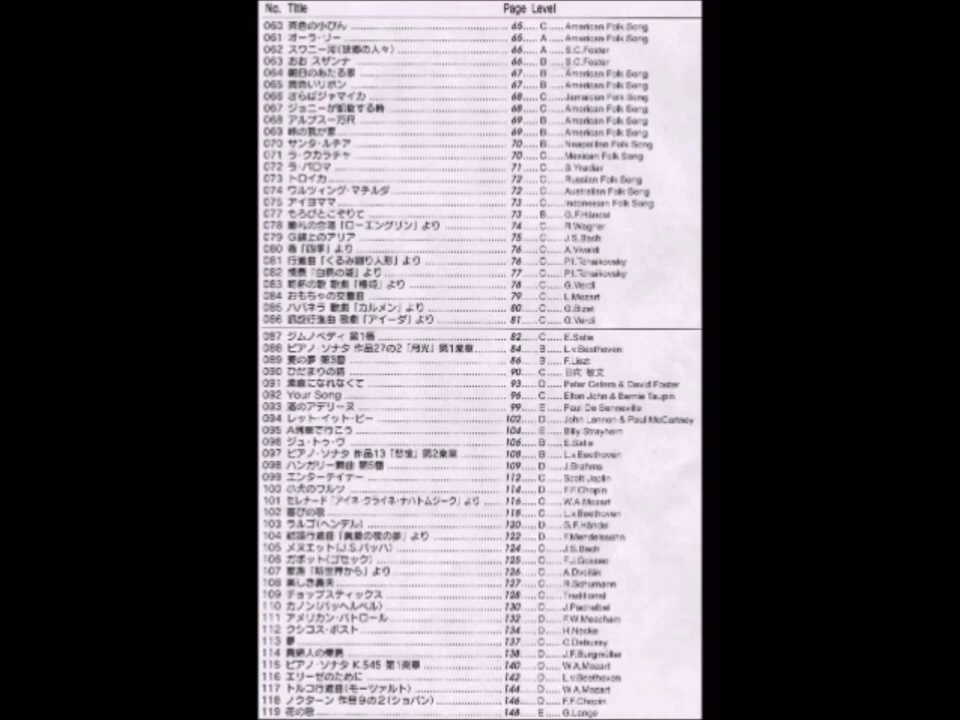 No. Title Page Level
060 茶色の小びん 65 C American Folk Song
061 オーラ・リー 65 A American Folk Song
062 スワニー河(故郷の人々) 66 A S.C.Foster
063 おお スザンナ 66 B S.C.Foster
064 朝日のあたる家 67 B American Folk Song
065 黄色いリボン 67 B American Folk Song
066 さらばジャマイカ 68 C Jamaican Folk Song
067 ジョニーが凱旋する時 68 B American Folk Song
068 アルプス一万尺 69 B American Folk Song
069 峠の我が家 69 B American Folk Song
070 サンタ・ルチア 70 B Neapolitan Folk Song
071 ラ・クカラチャ 70 C Mexican Folk Song
072 ラ・パロマ 71 C S.Yradier
073 トロイカ 72 C Russian Folk Song
074 ワルツィング・マチルダ 72 C Australian Folk Song
075 アイヨママ 73 C Indonesian Folk Song
077 もろびとこぞりて 73 B G.F.Händel
078 婚礼の合唱「ローエングリン」より 74 C R.Wagner
079 G線上のアリア 75 C J.S.Bach
080 春「四季」より 76 C A.Vivaldi
081 行進曲「くるみ割り人形」より 76 C P.I.Tchaikovsky
082 情景「白鳥の湖」より 77 C P.I.Tchaikovsky
083 乾杯の歌 歌劇「椿姫」より 78 C G.Verdi
084 おもちゃの交響曲 79 C L.Mozart
085 ハバネラ 歌劇「カルメン」より 80 C G.Bizet
086 凱旋行進曲 歌劇「アイーダ」より 81 C G.Verdi
087 ジムノペディ 第1番 82 C E.Satie
088 ピアノ・ソナタ 作品27の2「月光」第1楽章 84 B L.v.Beethoven
089 愛の夢 第3番 86 B F.Liszt
090 ひだまりの詩 90 C 日向 敏文
091 素直になれなくて 93 D Peter Cetera & David Foster
092 Your Song 96 C Elton John & Bernie Taupin
093 渚のアデリーヌ 99 E Paul De Senneville
094 レット・イット・ビー 102 D John Lennon & Paul McCartney
095 A列車で行こう 104 E Billy Strayhorn
096 ジュ・トゥ・ヴ 106 B E.Satie
097 ピアノ・ソナタ 作品13「悲愴」第2楽章 108 B L.v.Beethoven
098 ハンガリー舞曲 第5番 109 D J.Brahms
099 エンターテイナー 112 C Scott Joplin
100 小犬のワルツ 114 D F.F.Chopin
101 セレナード「アイネ・クライネ・ナハトムジーク」より 116 C W.A.Mozart
102 喜びの歌 118 C L.v.Beethoven
103 ラルゴ(ヘンデル) 120 D G.F.Händel
104 結婚行進曲「真夏の夜の夢」より 122 D F.Mendelssohn
105 メヌエット(J.S.バッハ) 124 C J.S.Bach
106 ガボット(ゴセック) 125 C F.J.Gossec
107 家路「新世界から」より 126 C A.Dvořák
108 楽しき農夫 127 C R.Schumann
109 チョップスティックス 128 C Traditional
110 カノン(パッヘルベル) 130 C J.Pachelbel
111 アメリカン・パトロール 132 D F.W.Meacham
112 クシコス・ポスト 134 D H.Necke
113 夢 137 C C.Debussy
114 貴婦人の乗馬 138 D J.F.Burgmüller
115 ピアノ・ソナタ K.545 第1楽章 140 D W.A.Mozart
116 エリーゼのために 142 D L.v.Beethoven
117 トルコ行進曲(モーツァルト) 144 D W.A.Mozart
118 ノクターン 作品9の2(ショパン) 146 D F.F.Chopin
119 花の歌 148 E G.Lange